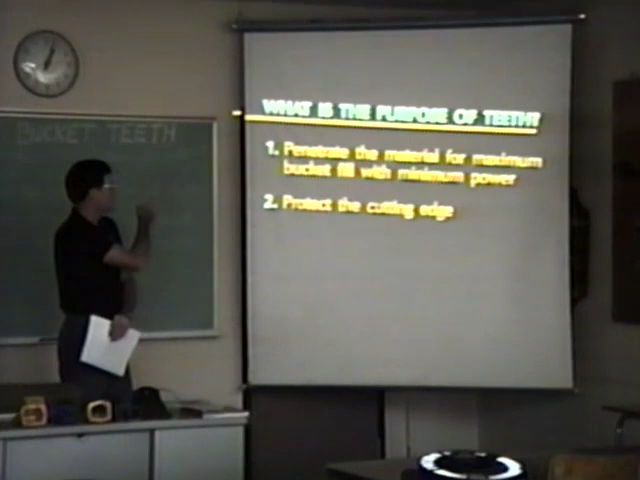 BUCKET TEETH
WHAT IS THE PURPOSE OF TEETH?
1. Penetrate the material for maximum
bucket fill with minimum power
2. Protect the cutting edge